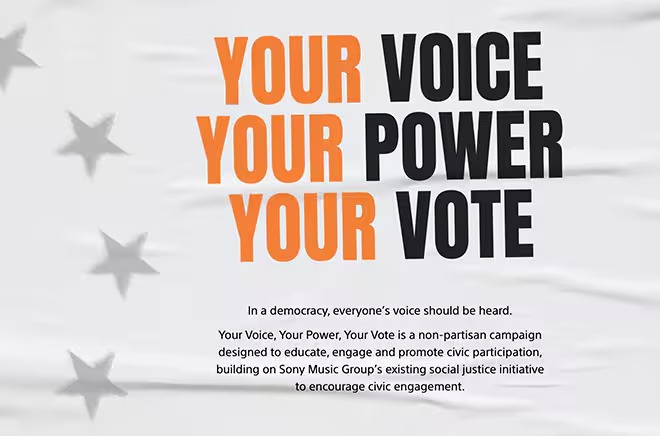 YOUR VOICE
YOUR POWER
YOUR VOTE
In a democracy, everyone’s voice should be heard.
Your Voice, Your Power, Your Vote is a non-partisan campaign
designed to educate, engage and promote civic participation,
building on Sony Music Group’s existing social justice initiative
to encourage civic engagement.